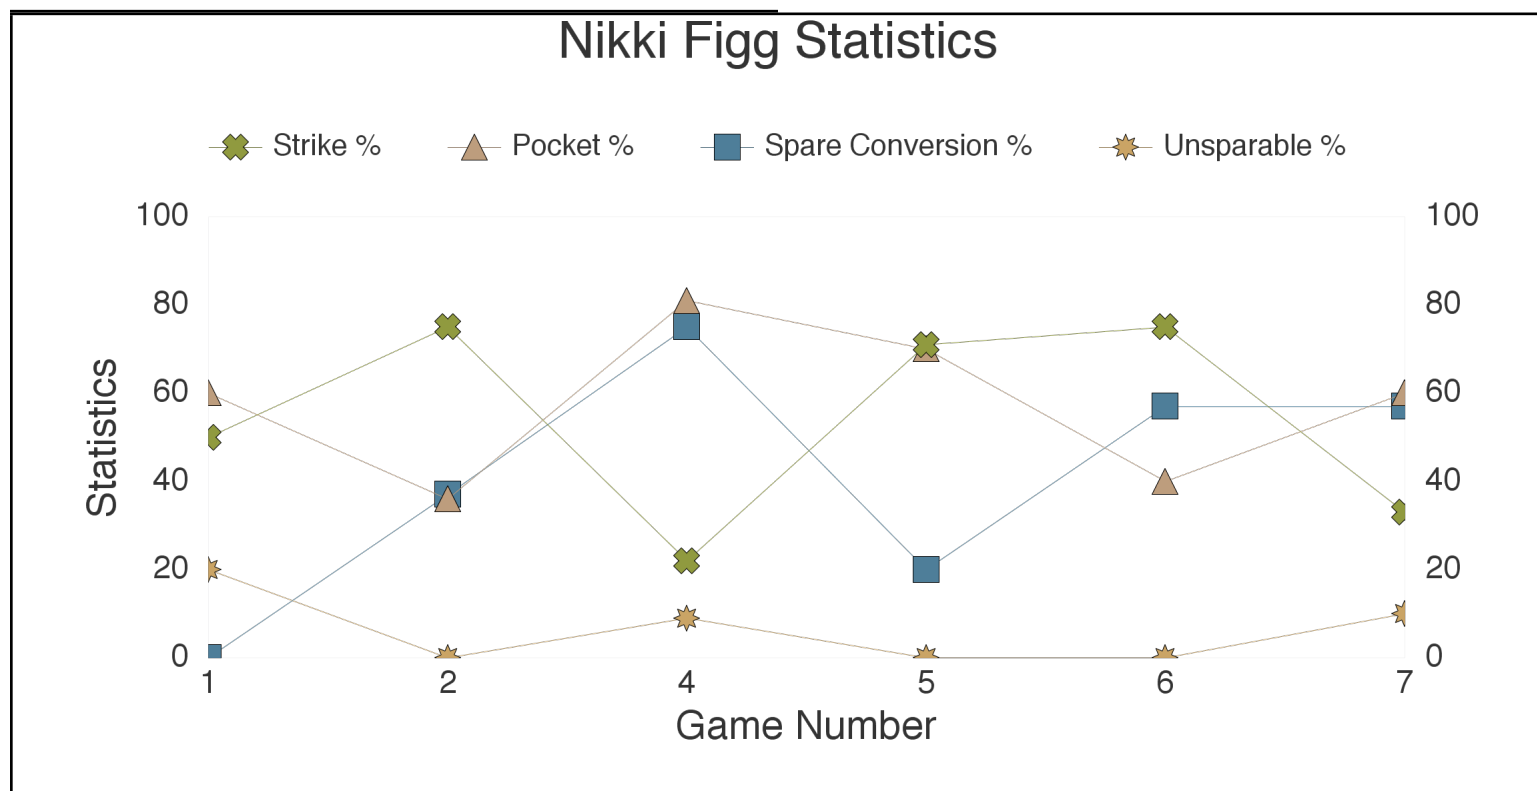 Nikki Figg Statistics
Strike % Pocket % Spare Conversion % Unsparable %
100 100
80 80
60 60
Statistics
40 40
20 20
0 0
1 2 4 5 6 7
Game Number